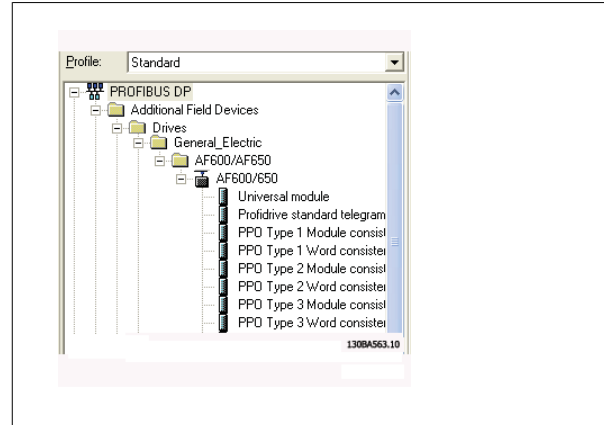 Profile: Standard
PROFIBUS DP
Additional Field Devices
Drives
General_Electric
AF600/AF650
AF600/650
Universal module
Profidrive standard telegram
PPO Type 1 Module consist
PPO Type 1 Word consister
PPO Type 2 Module consist
PPO Type 2 Word consister
PPO Type 3 Module consist
PPO Type 3 Word consister
130BA563.10